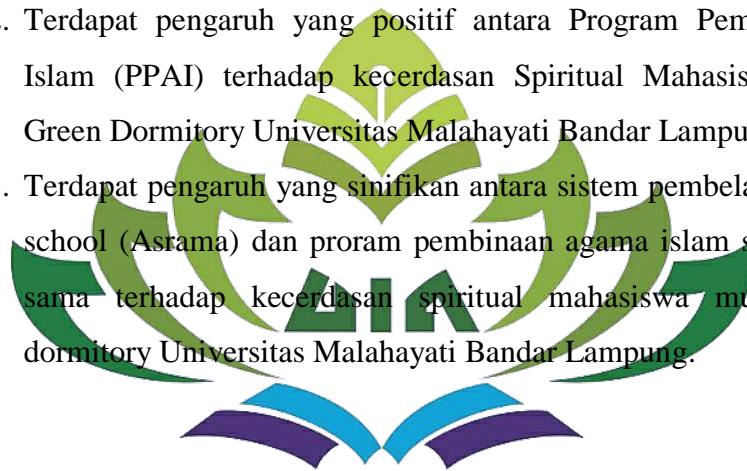 . Terdapat pengaruh yang positif antara Program Pem
Islam (PPAI) terhadap kecerdasan Spiritual Mahasis
Green Dormitory Universitas Malahayati Bandar Lampu
. Terdapat pengaruh yang sinifikan antara sistem pembela
school (Asrama) dan proram pembinaan agama islam s
sama terhadap kecerdasan spiritual mahasiswa mu
dormitory Universitas Malahayati Bandar Lampung.